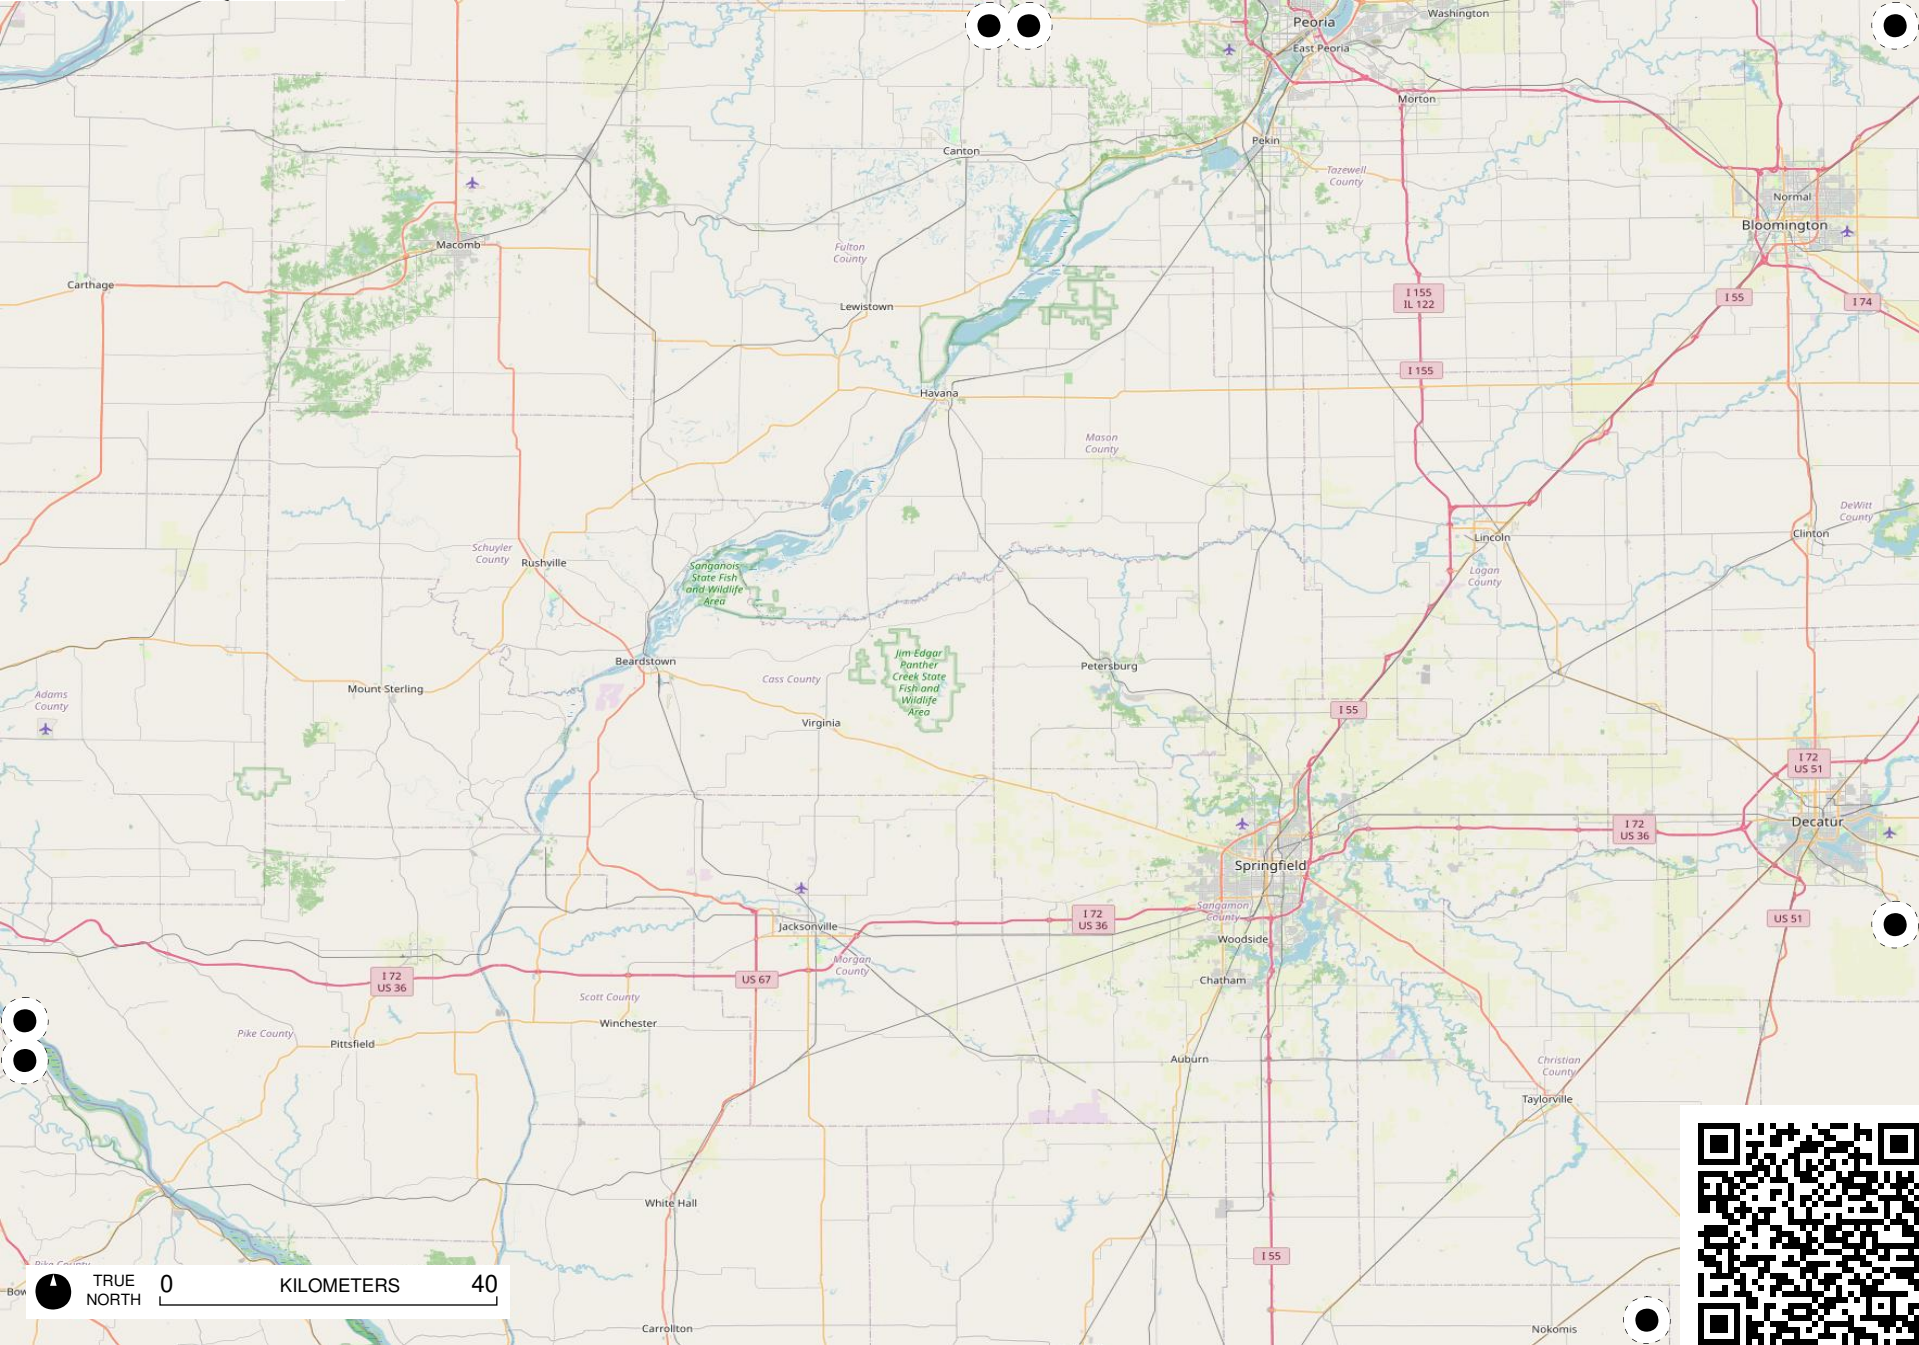 Peoria
Washington
East Peoria
Morton
Pekin
Canton
Tazewell
County
Normal
Bloomington
Macomb
Fulton
County
Carthage
Lewistown
I 155
IL 122
I 55
I 74
I 155
Havana
Mason
County
DeWitt
County
Clinton
Lincoln
Schuyler
County
Rushville
Sanganois
State Fish
and Wildlife
Area
Logan
County
Beardstown
Jim Edgar
Panther
Creek State
Fish and
Wildlife
Area
Petersburg
Cass County
Mount Sterling
Adams
County
Virginia
I 55
I 72
US 51
I 72
US 36
Decatur
Springfield
Sangamon
County
I 72
US 36
US 51
Jacksonville
Woodside
Morgan
County
I 72
US 36
US 67
Chatham
Scott County
Winchester
Pike County
Pittsfield
Auburn
Christian
County
Taylorville
White Hall
I 55
Pike County
Bow
TRUE
NORTH
0 KILOMETERS 40
Carrollton
Nokomis